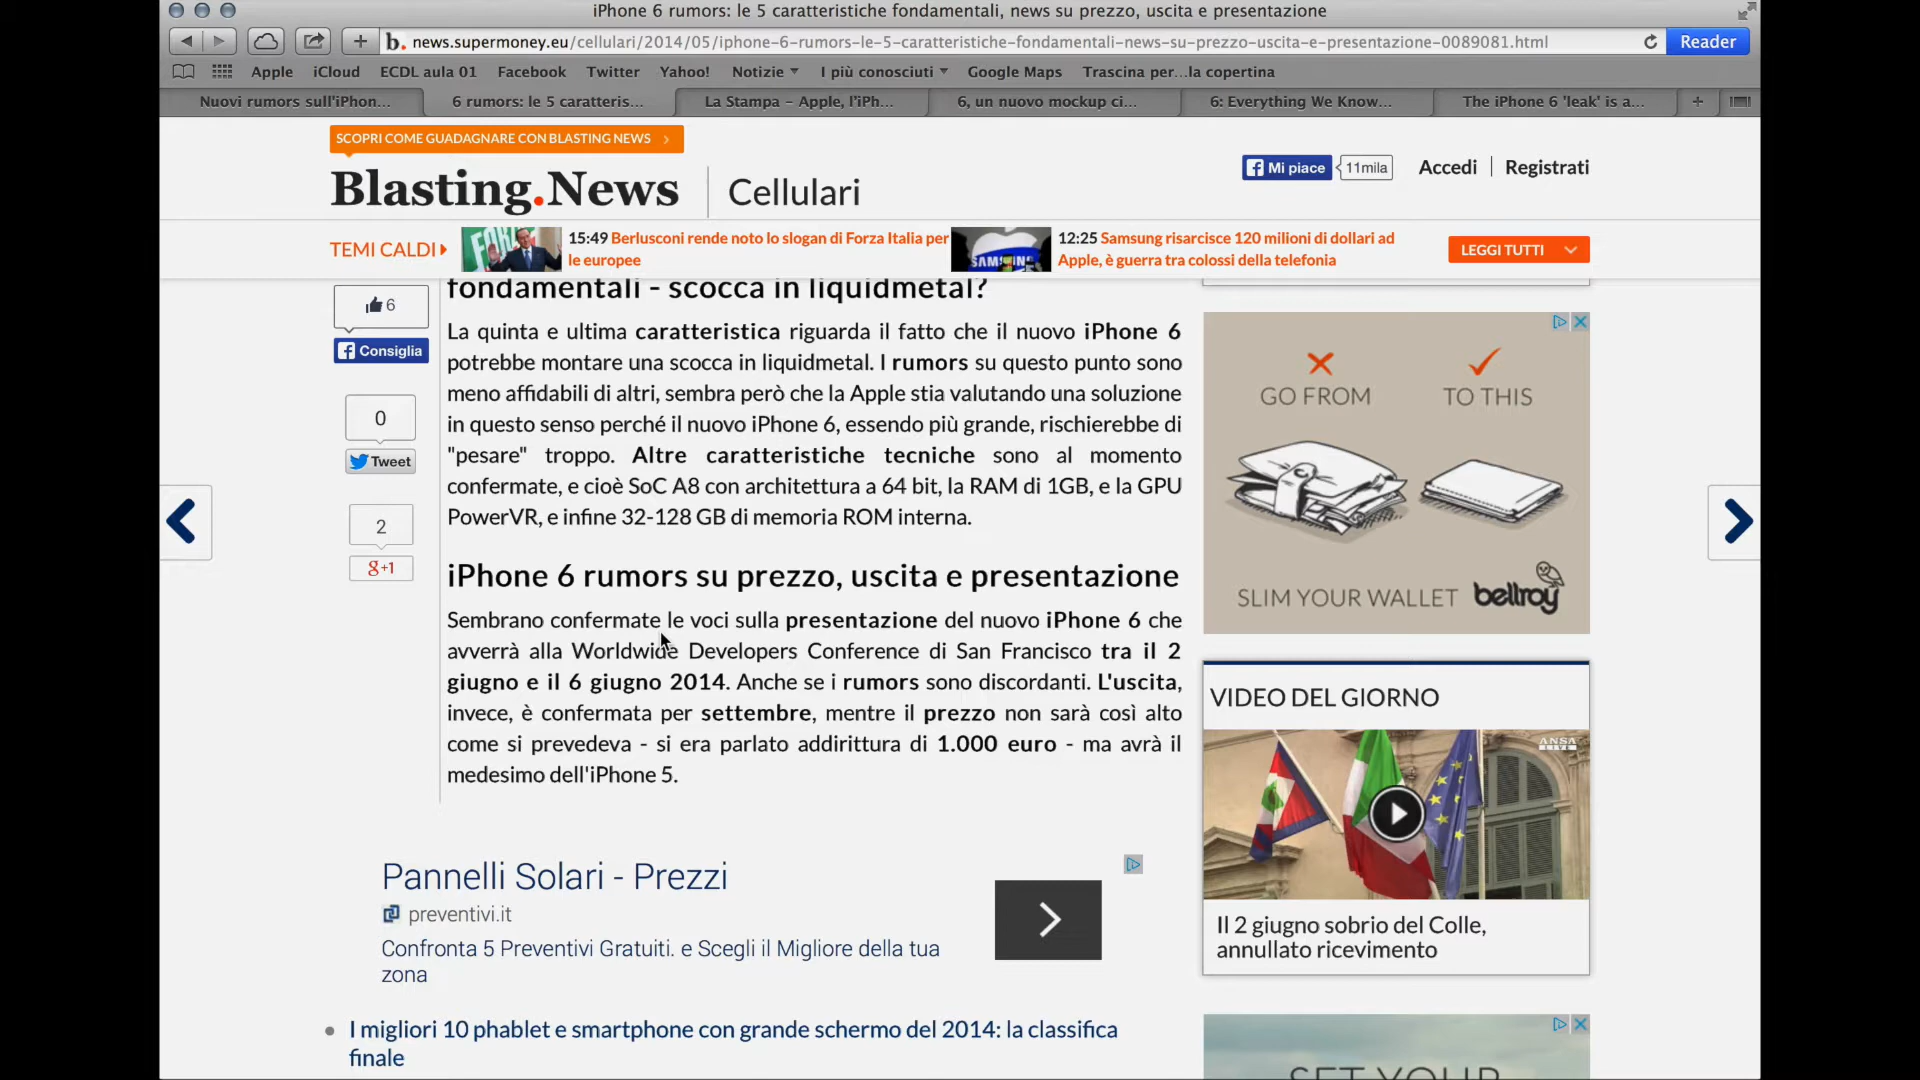 iPhone 6 rumors: le 5 caratteristiche fondamentali, news su prezzo, uscita e presentazione
b. news.supermoney.eu/cellulari/2014/05/iphone-6-rumors-le-5-caratteristiche-fondamentali-news-su-prezzo-uscita-e-presentazione-0089081.html
Reader
Apple iCloud ECDL aula 01 Facebook Twitter Yahoo! Notizie I più conosciuti Google Maps Trascina per...la copertina
Nuovi rumors sull'iPhon... 6 rumors: le 5 caratteris... La Stampa - Apple, l'iPh... 6, un nuovo mockup ci... 6: Everything We Know... The iPhone 6 'leak' is a...
SCOPRI COME GUADAGNARE CON BLASTING NEWS
Blasting.News Cellulari
Mi piace 11mila Accedi Registrati
TEMI CALDI
15:49 Berlusconi rende noto lo slogan di Forza Italia per
le europee
SAMSUNG
12:25 Samsung risarcisce 120 milioni di dollari ad
Apple, è guerra tra colossi della telefonia
LEGGI TUTTI
6
Consiglia
0
Tweet
2
g+1
fondamentali - scocca in liquidmetal?
La quinta e ultima caratteristica riguarda il fatto che il nuovo iPhone 6
potrebbe montare una scocca in liquidmetal. I rumors su questo punto sono
meno affidabili di altri, sembra però che la Apple stia valutando una soluzione
in questo senso perché il nuovo iPhone 6, essendo più grande, rischierebbe di
"pesare" troppo. Altre caratteristiche tecniche sono al momento
confermate, e cioè SoC A8 con architettura a 64 bit, la RAM di 1GB, e la GPU
PowerVR, e infine 32-128 GB di memoria ROM interna.
iPhone 6 rumors su prezzo, uscita e presentazione
Sembrano confermate le voci sulla presentazione del nuovo iPhone 6 che
avverrà alla Worldwide Developers Conference di San Francisco tra il 2
giugno e il 6 giugno 2014. Anche se i rumors sono discordanti. L'uscita,
invece, è confermata per settembre, mentre il prezzo non sarà così alto
come si prevedeva - si era parlato addirittura di 1.000 euro - ma avrà il
medesimo dell'iPhone 5.
Pannelli Solari - Prezzi
preventivi.it
Confronta 5 Preventivi Gratuiti. e Scegli il Migliore della tua
zona
I migliori 10 phablet e smartphone con grande schermo del 2014: la classifica
finale
GO FROM
TO THIS
SLIM YOUR WALLET bellroy
VIDEO DEL GIORNO
ANSA
LIVE
Il 2 giugno sobrio del Colle,
annullato ricevimento
SET YOUR